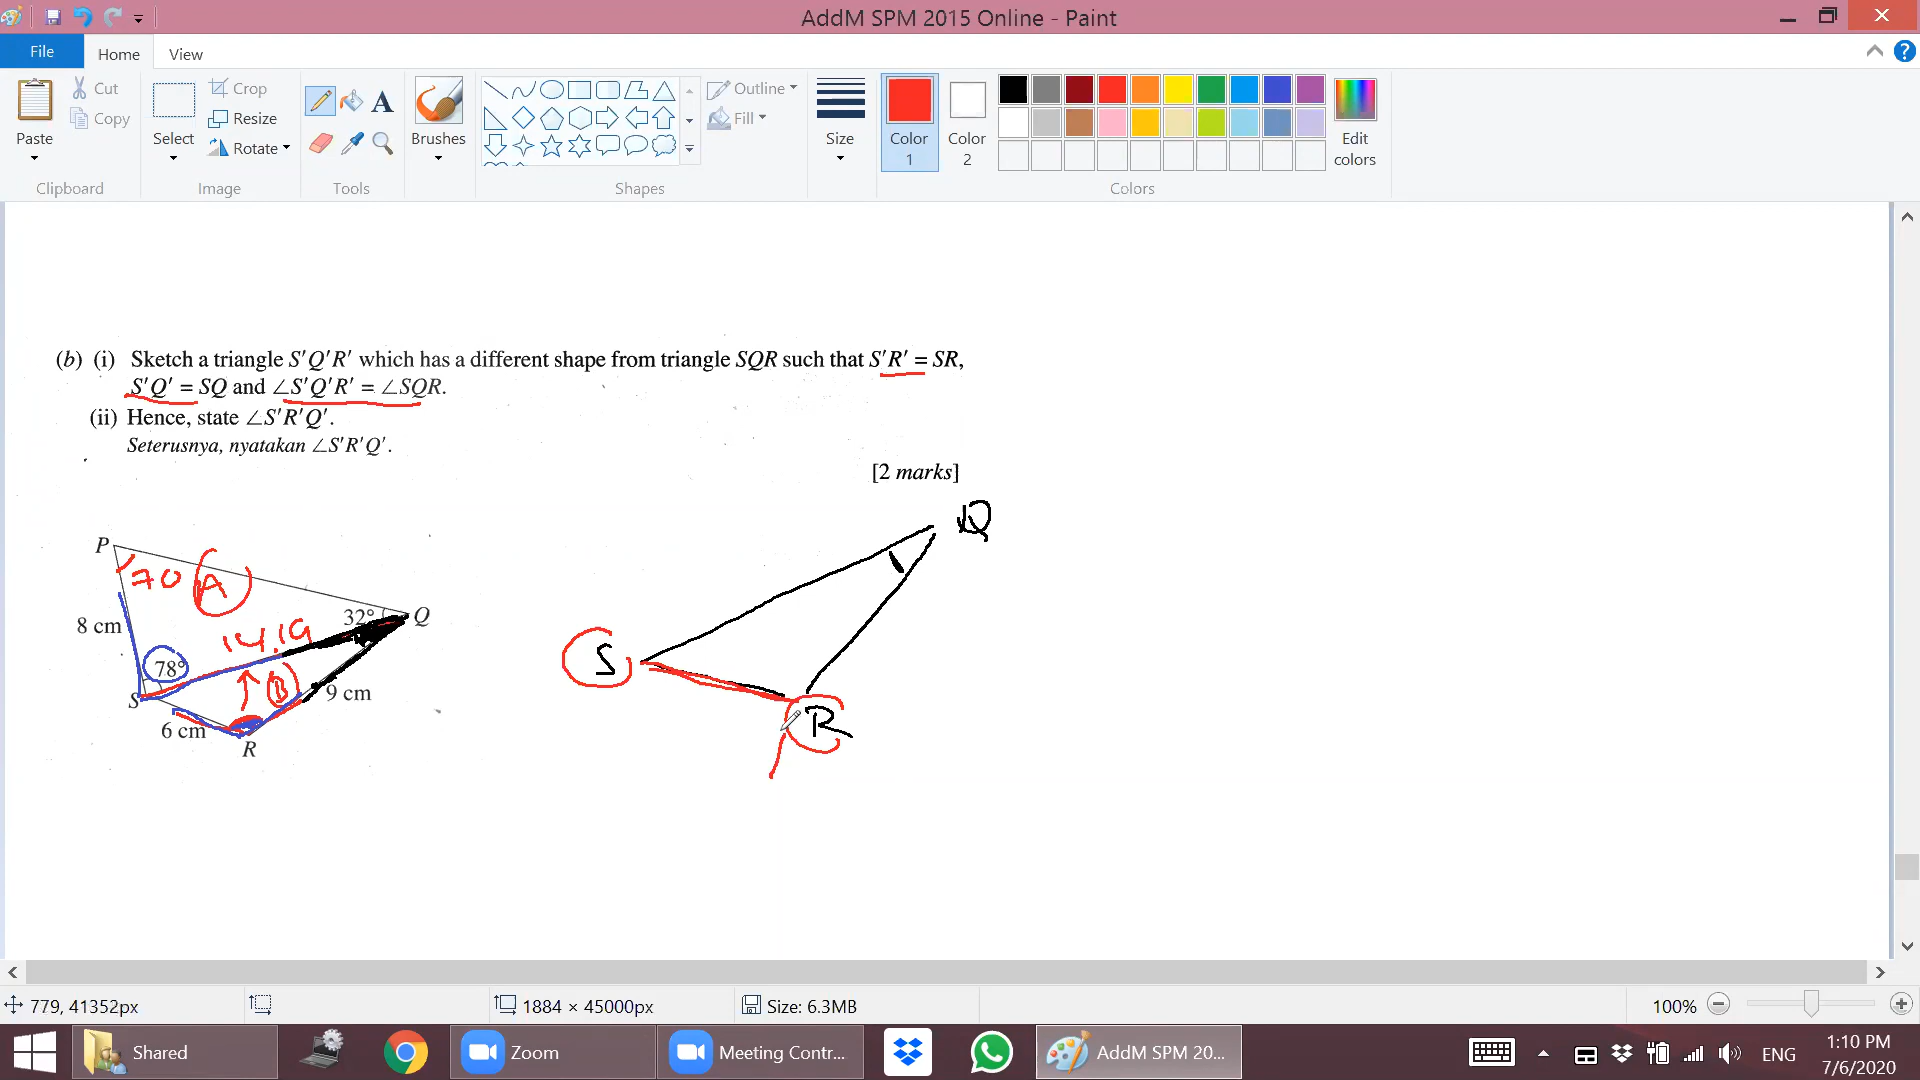 AddM SPM 2015 Online - Paint
File
Home
View
Paste
Cut
Copy
Clipboard
Select
Crop
Resize
Rotate
Image
Tools
Brushes
Shapes
Outline
Fill
Size
Color 1
Color 2
Edit colors
Colors
(b) (i) Sketch a triangle S'Q'R' which has a different shape from triangle SQR such that S'R' = SR,
S'Q' = SQ and ∠S'Q'R' = ∠SQR.
(ii) Hence, state ∠S'R'Q'.
Seterusnya, nyatakan ∠S'R'Q'.
[2 marks]
P
70
A
8 cm
32°
Q
14.19
78°
S
B
9 cm
6 cm
R
Q
S
R
779, 41352px
1884 × 45000px
Size: 6.3MB
100%
Shared
Zoom
Meeting Contr...
AddM SPM 20...
ENG
1:10 PM
7/6/2020